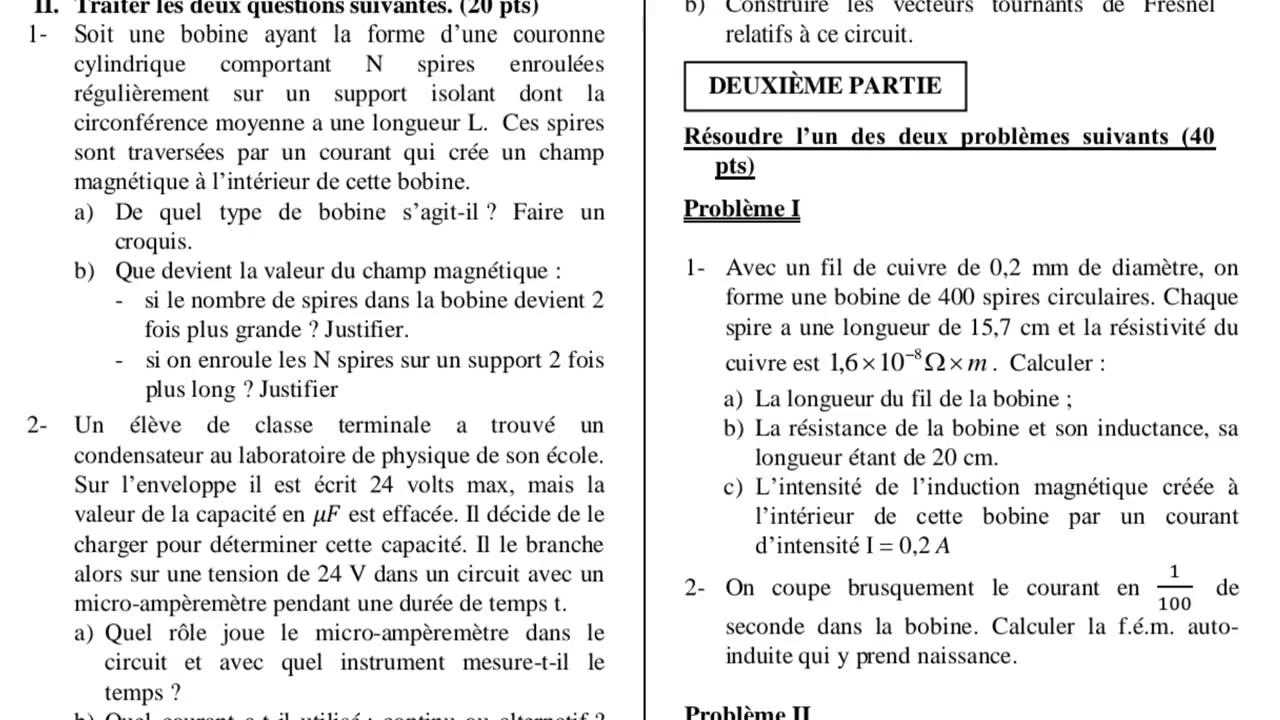 II. Traiter les deux questions suivantes. (20 pts)
1- Soit une bobine ayant la forme d’une couronne
cylindrique comportant N spires enroulées
régulièrement sur un support isolant dont la
circonférence moyenne a une longueur L. Ces spires
sont traversées par un courant qui crée un champ
magnétique à l’intérieur de cette bobine.
a) De quel type de bobine s’agit-il ? Faire un
croquis.
b) Que devient la valeur du champ magnétique :
- si le nombre de spires dans la bobine devient 2
fois plus grande ? Justifier.
- si on enroule les N spires sur un support 2 fois
plus long ? Justifier
2- Un élève de classe terminale a trouvé un
condensateur au laboratoire de physique de son école.
Sur l’enveloppe il est écrit 24 volts max, mais la
valeur de la capacité en μF est effacée. Il décide de le
charger pour déterminer cette capacité. Il le branche
alors sur une tension de 24 V dans un circuit avec un
micro-ampèremètre pendant une durée de temps t.
a) Quel rôle joue le micro-ampèremètre dans le
circuit et avec quel instrument mesure-t-il le
temps ?
b) Quel courant a-t-il utilisé : continu ou alternatif ?
b) Construire les vecteurs tournants de Fresnel
relatifs à ce circuit.
DEUXIÈME PARTIE
Résoudre l’un des deux problèmes suivants (40
pts)
Problème I
1- Avec un fil de cuivre de 0,2 mm de diamètre, on
forme une bobine de 400 spires circulaires. Chaque
spire a une longueur de 15,7 cm et la résistivité du
cuivre est 1,6×10⁻⁸Ω×m . Calculer :
a) La longueur du fil de la bobine ;
b) La résistance de la bobine et son inductance, sa
longueur étant de 20 cm.
c) L’intensité de l’induction magnétique créée à
l’intérieur de cette bobine par un courant
d’intensité I = 0,2 A
2- On coupe brusquement le courant en 1/100 de
seconde dans la bobine. Calculer la f.é.m. auto-
induite qui y prend naissance.
Problème II